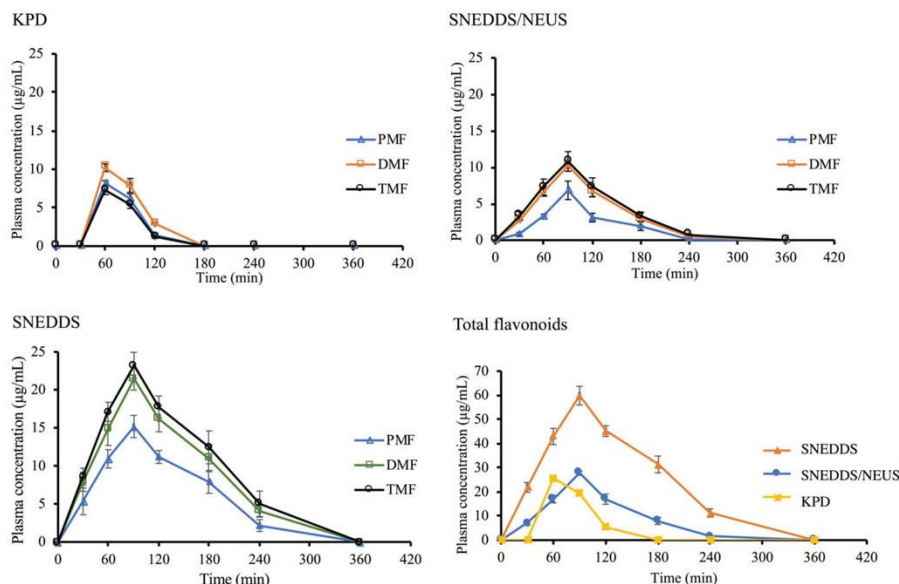 KPD
Plasma concentration (µg/mL)
25
20
15
10
5
0
0 60 120 180 240 300 360 420
Time (min)
PMF
DMF
TMF
SNEDDS/NEUS
Plasma concentration (µg/mL)
25
20
15
10
5
0
0 60 120 180 240 300 360 420
Time (min)
PMF
DMF
TMF
SNEDDS
Plasma concentration (µg/mL)
25
20
15
10
5
0
0 60 120 180 240 300 360 420
Time (min)
PMF
DMF
TMF
Total flavonoids
Plasma concentration (µg/mL)
70
60
50
40
30
20
10
0
0 60 120 180 240 300 360 420
Time (min)
SNEDDS
SNEDDS/NEUS
KPD